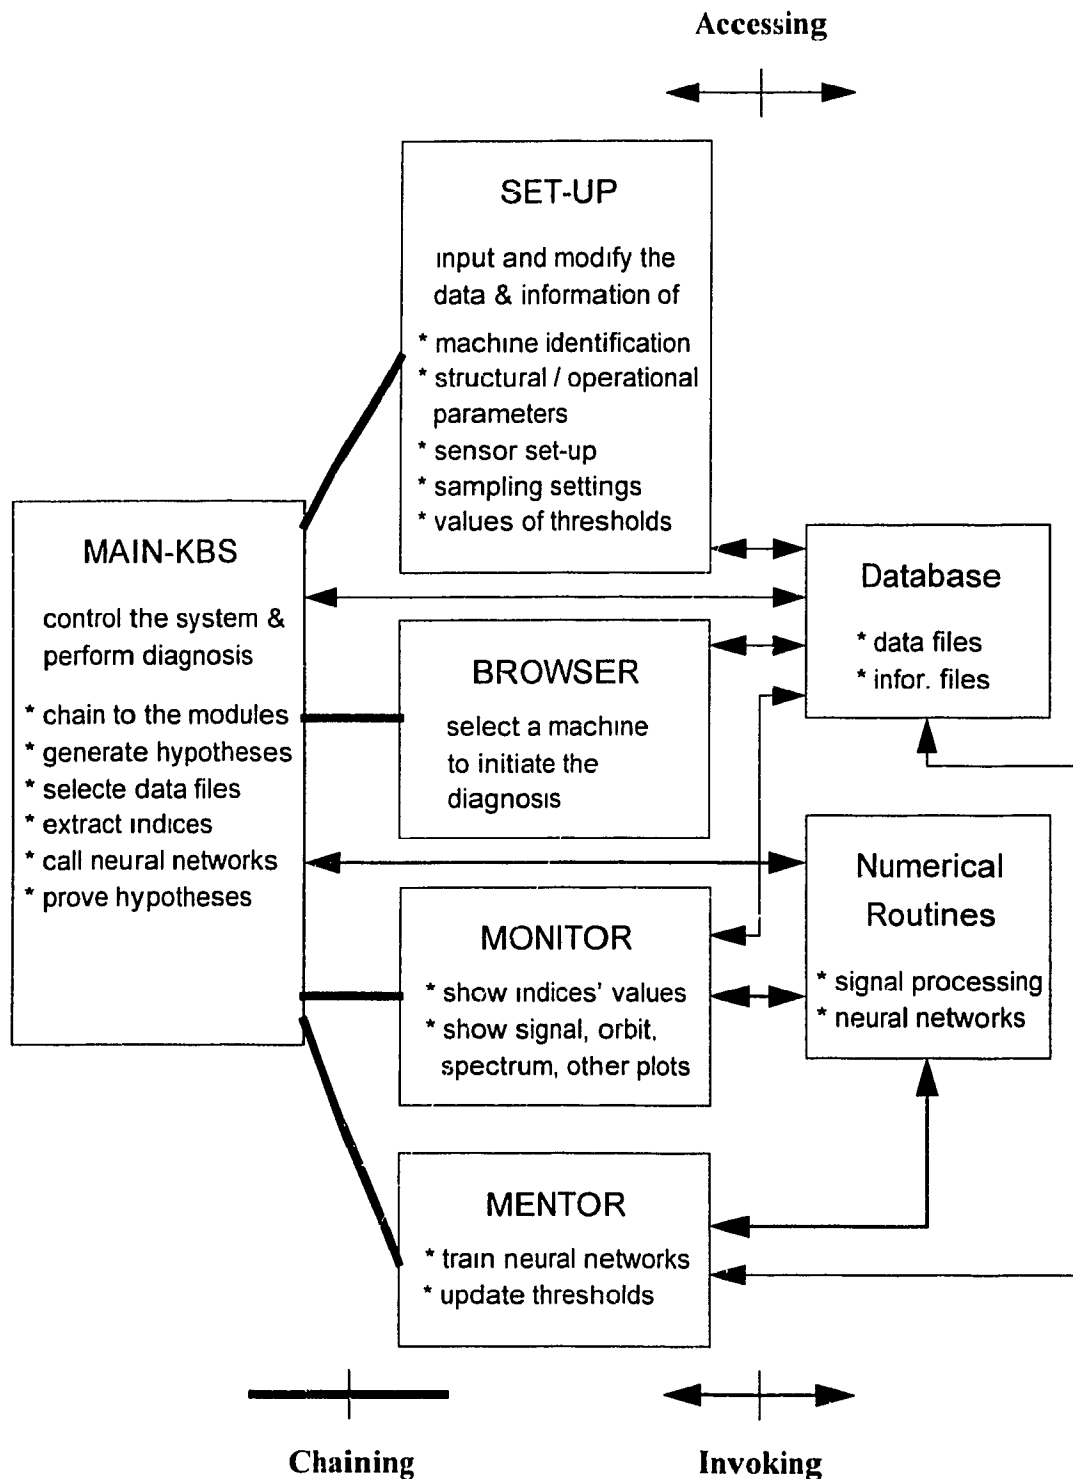 Accessing
SET-UP
input and modify the
data & information of
* machine identification
* structural / operational
parameters
* sensor set-up
* sampling settings
* values of thresholds
MAIN-KBS
control the system &
perform diagnosis
* chain to the modules
* generate hypotheses
* selecte data files
* extract indices
* call neural networks
* prove hypotheses
Database
* data files
* infor. files
BROWSER
select a machine
to initiate the
diagnosis
Numerical
Routines
* signal processing
* neural networks
MONITOR
* show indices' values
* show signal, orbit,
spectrum, other plots
MENTOR
* train neural networks
* update thresholds
Chaining
Invoking